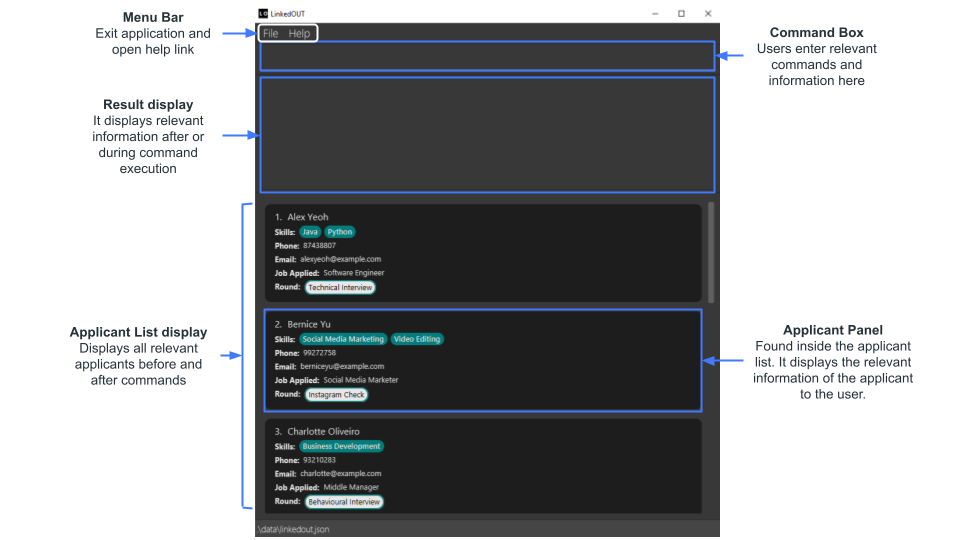 Menu Bar
Exit application and
open help link
Result display
It displays relevant
information after or
during command
execution
Applicant List display
Displays all relevant
applicants before and
after commands
LO LinkedOUT
File Help
1. Alex Yeoh
Skills: Java Python
Phone: 87438807
Email: alexyeoh@example.com
Job Applied: Software Engineer
Round: Technical Interview
2. Bernice Yu
Skills: Social Media Marketing Video Editing
Phone: 99272758
Email: berniceyu@example.com
Job Applied: Social Media Marketer
Round: Instagram Check
3. Charlotte Oliveiro
Skills: Business Development
Phone: 93210283
Email: charlotte@example.com
Job Applied: Middle Manager
Round: Behavioural Interview
\data\linkedout.json
Command Box
Users enter relevant
commands and
information here
Applicant Panel
Found inside the applicant
list. It displays the relevant
information of the applicant
to the user.